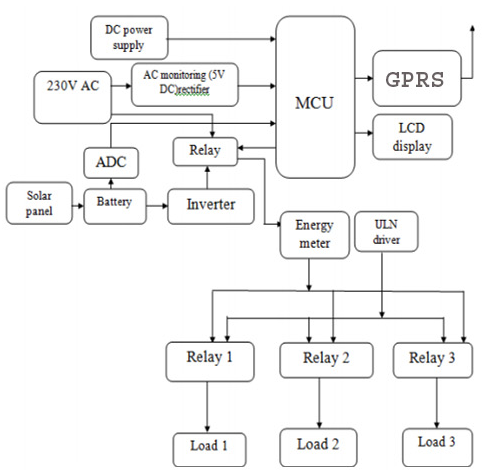 DC power
supply
230V AC
AC monitoring (5V
DC)rectifier
MCU
GPRS
LCD
display
ADC
Relay
Solar
panel
Battery
Inverter
Energy
meter
ULN
driver
Relay 1
Relay 2
Relay 3
Load 1
Load 2
Load 3